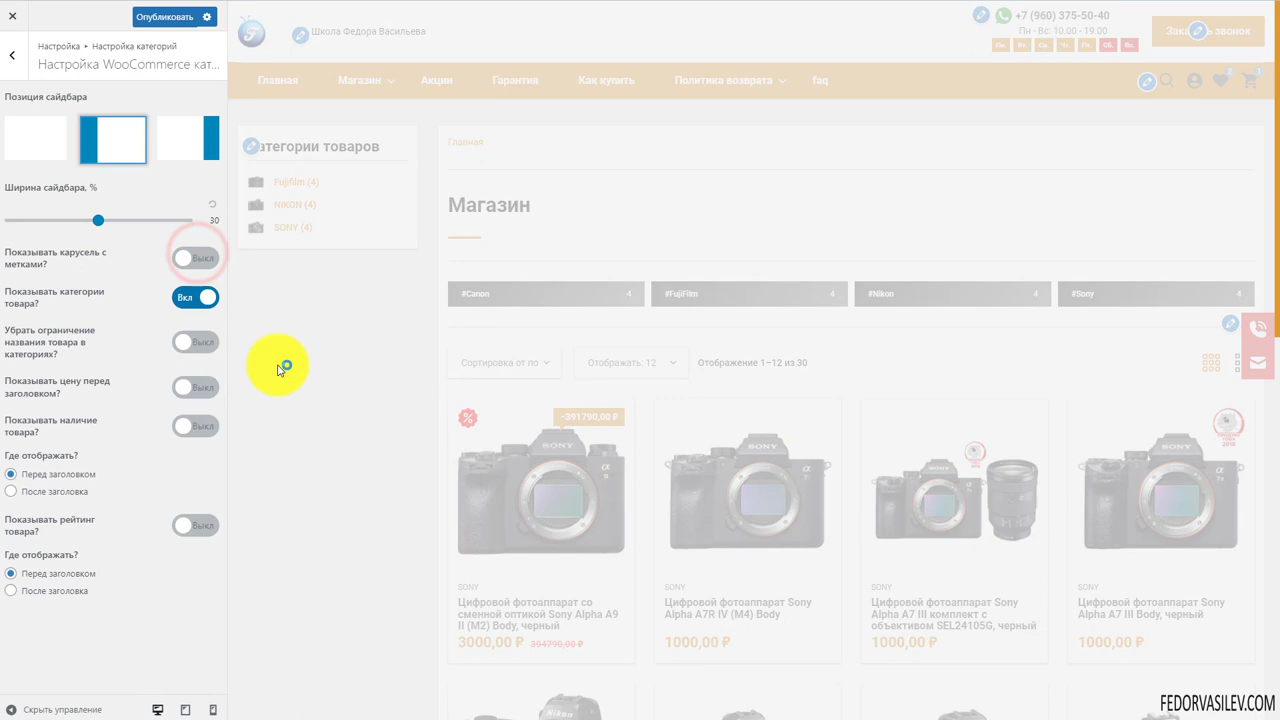 Опубликовать
Настройка ▸ Настройка категорий
Настройка WooCommerce кат...
Позиция сайдбара
Ширина сайдбара, %
30
Показывать карусель с
метками?
Выкл
Показывать категории
товара?
Вкл
Убрать ограничение
названия товара в
категориях?
Выкл
Показывать цену перед
заголовком?
Выкл
Показывать наличие
товара?
Выкл
Где отображать?
Перед заголовком
После заголовка
Показывать рейтинг
товара?
Выкл
Где отображать?
Перед заголовком
После заголовка
Скрыть управление
Школа Федора Васильева
+7 (960) 375-50-40
Пн - Вс: 10:00 - 19:00
Пн. Вт. Ср. Чт. Пт. Сб. Вс.
Главная Магазин Акции Гарантия Как купить Политика возврата faq
атегории товаров
Fujifilm (4)
NIKON (4)
SONY (4)
Главная
Магазин
#Canon 4 #FujiFilm 4 #Nikon 4 #Sony 4
Сортировка от по Отображать: 12 Отображение 1–12 из 30
−391790,00 ₽
SONY
Цифровой фотоаппарат со
сменной оптикой Sony Alpha A9
II (M2) Body, черный
3000,00 ₽ 394790,00 ₽
SONY
Цифровой фотоаппарат Sony
Alpha A7R IV (M4) Body
1000,00 ₽
SONY
Цифровой фотоаппарат Sony
Alpha A7 III комплект с
объективом SEL24105G, черный
1000,00 ₽
SONY
Цифровой фотоаппарат Sony
Alpha A7 III Body, черный
1000,00 ₽
FEDORVASILEV.COM